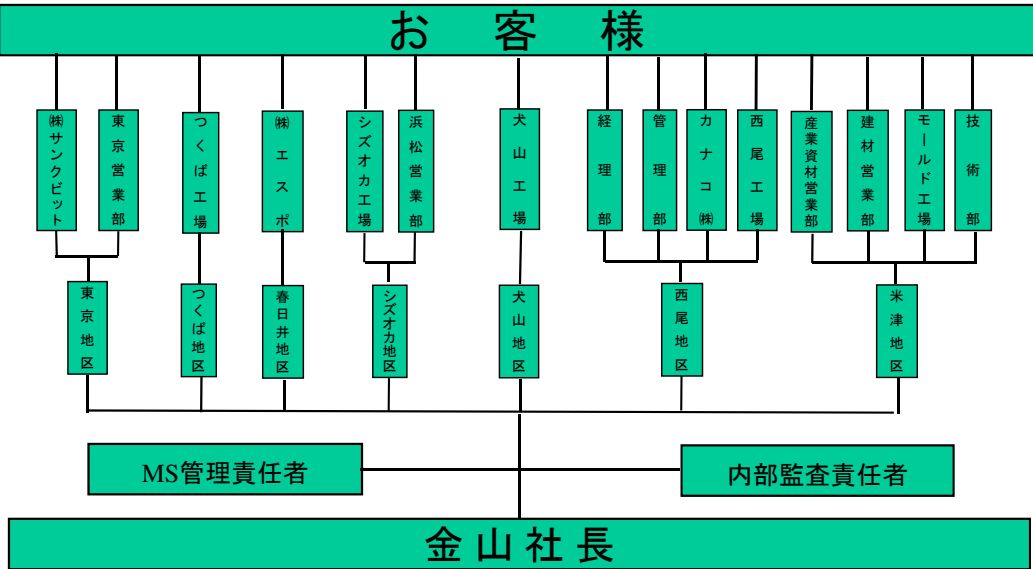 お客様
㈱サンクビット
東京営業部
つくば工場
㈱エスポ
シズオカ工場
浜松営業部
犬山工場
経理部
管理部
カナコ㈱
西尾工場
産業資材営業部
建材営業部
モールド工場
技術部
東京地区
つくば地区
春日井地区
シズオカ地区
犬山地区
西尾地区
米津地区
MS管理責任者
内部監査責任者
金山社長